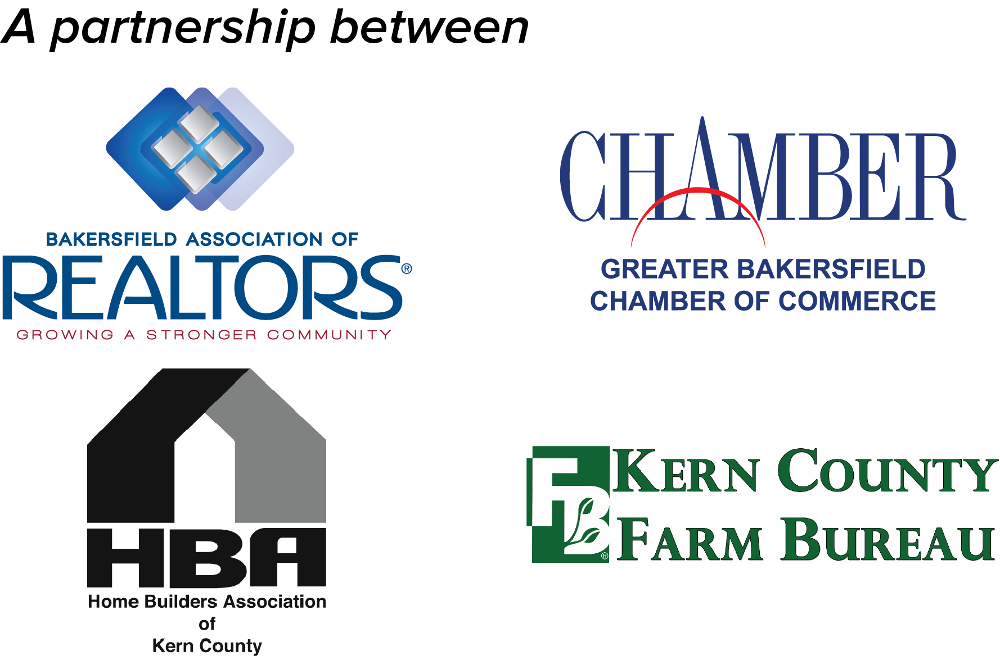 A partnership between
BAKERSFIELD ASSOCIATION OF
REALTORS®
GROWING A STRONGER COMMUNITY
CHAMBER
GREATER BAKERSFIELD
CHAMBER OF COMMERCE
HBA
Home Builders Association
of
Kern County
FB®
KERN COUNTY
FARM BUREAU